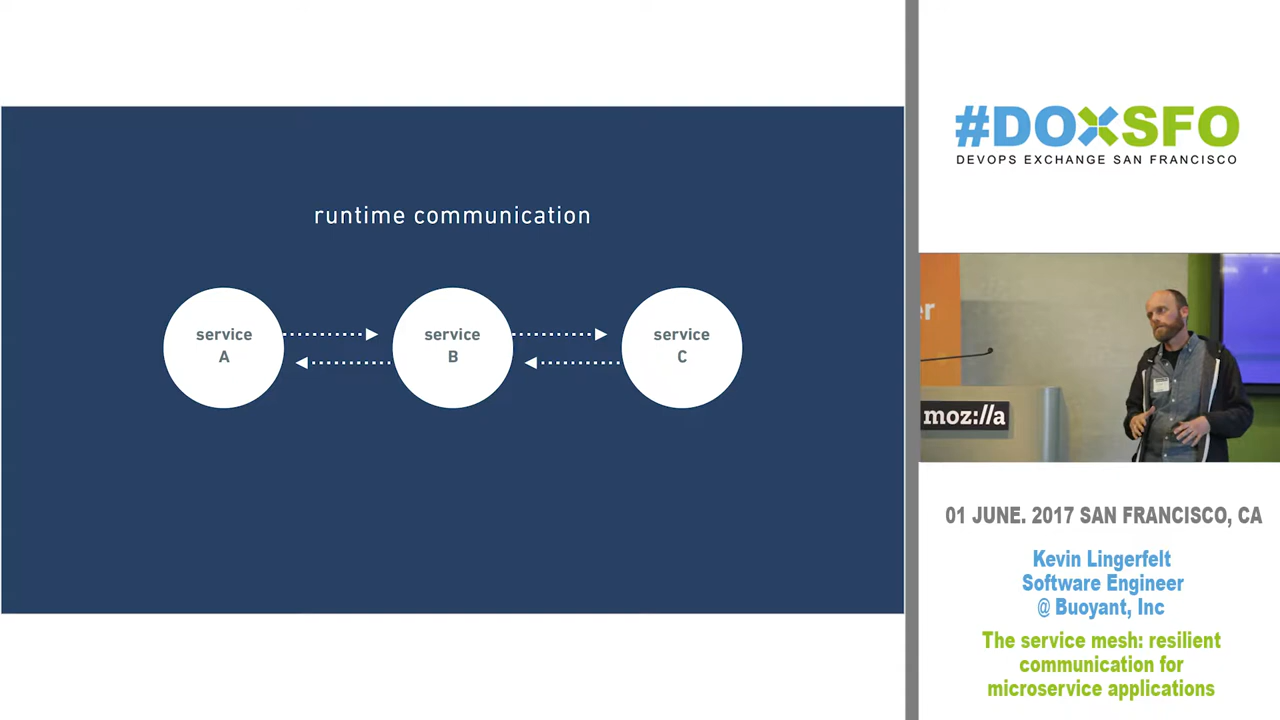 runtime communication
service
A
service
B
service
C
#DOXSFO
DEVOPS EXCHANGE SAN FRANCISCO
er
moz://a
01 JUNE. 2017 SAN FRANCISCO, CA
Kevin Lingerfelt
Software Engineer
@ Buoyant, Inc
The service mesh: resilient
communication for
microservice applications